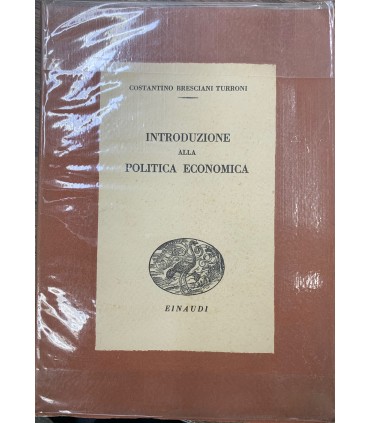 COSTANTINO BRESCIANI TURRONI
INTRODUZIONE
ALLA
POLITICA ECONOMICA
EINAUDI